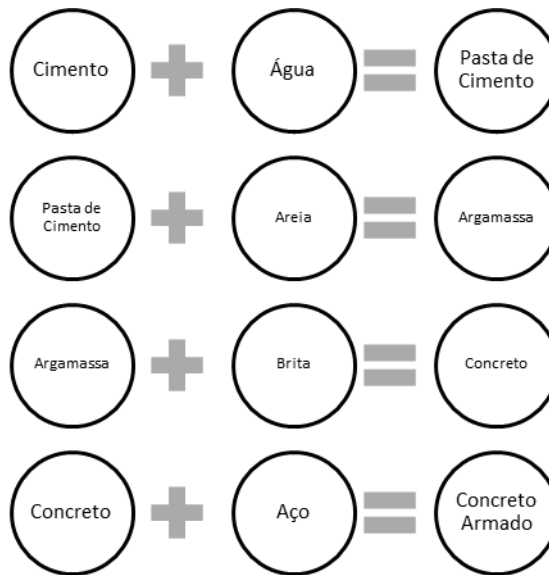 Cimento + Água = Pasta de
Cimento
Pasta de
Cimento + Areia = Argamassa
Argamassa + Brita = Concreto
Concreto + Aço = Concreto
Armado